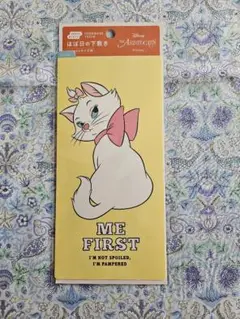 ほぼ日の下敷き
Disney
Aristocats
ME
FIRST
I'M NOT SPOILED,
I'M PAMPERED